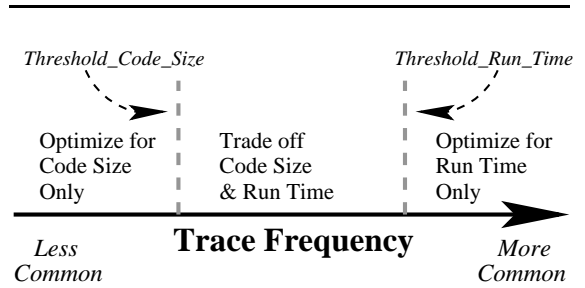 Threshold_Code_Size
Threshold_Run_Time
Optimize for
Code Size
Only
Trade off
Code Size
& Run Time
Optimize for
Run Time
Only
Less
Common
Trace Frequency
More
Common